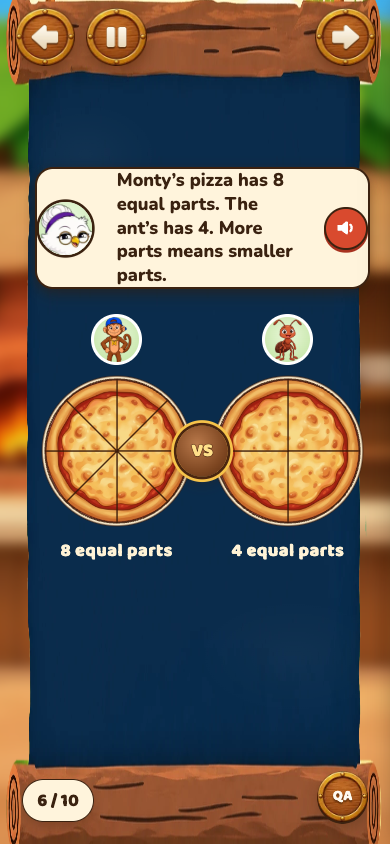 Monty's pizza has 8
equal parts. The
ant's has 4. More
parts means smaller
parts.
VS
8 equal parts
4 equal parts
6 / 10
QA